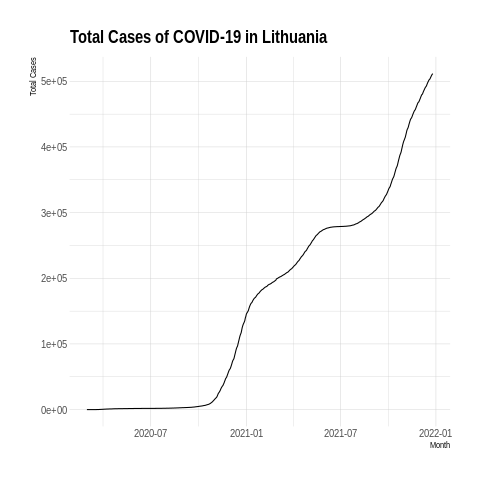 Total Cases of COVID-19 in Lithuania
Total Cases
5e+05
4e+05
3e+05
2e+05
1e+05
0e+00
2020-07
2021-01
2021-07
2022-01
Month